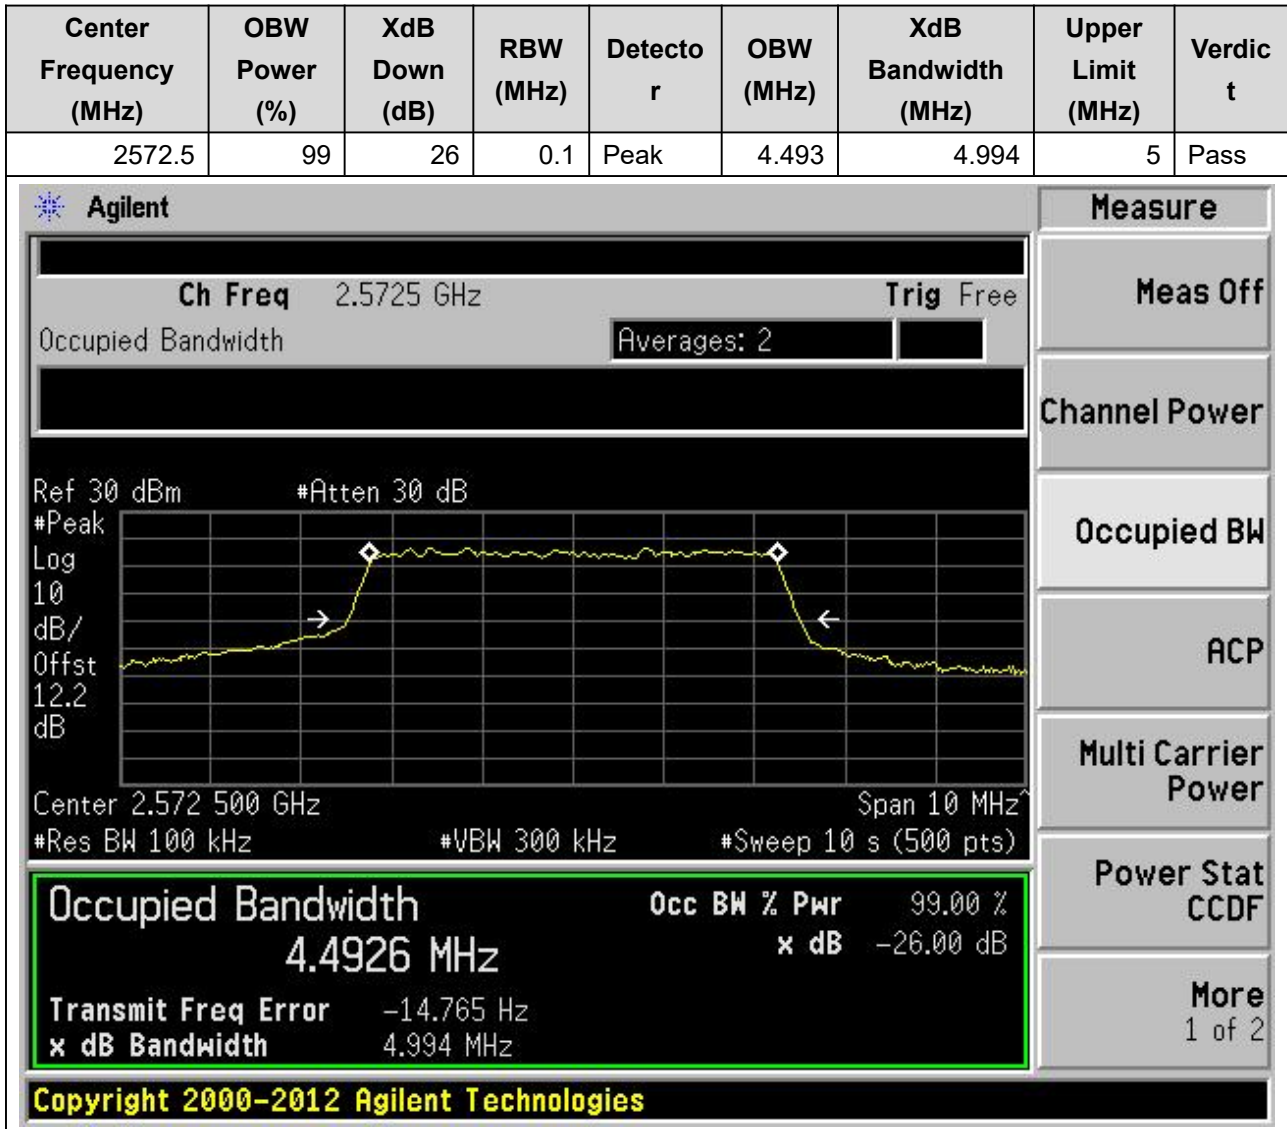 Center Frequency (MHz) OBW Power (%) XdB Down (dB) RBW (MHz) Detecto r OBW (MHz) XdB Bandwidth (MHz) Upper Limit (MHz) Verdic t
2572.5 99 26 0.1 Peak 4.493 4.994 5 Pass
Agilent
Measure
Ch Freq 2.5725 GHz Trig Free
Occupied Bandwidth Averages: 2
Meas Off
Channel Power
Occupied BW
ACP
Multi Carrier
Power
Power Stat
CCDF
More
1 of 2
Ref 30 dBm #Atten 30 dB
#Peak
Log
10
dB/
Offst
12.2
dB
Center 2.572 500 GHz Span 10 MHz^
#Res BW 100 kHz #VBW 300 kHz #Sweep 10 s (500 pts)
Occupied Bandwidth Occ BW % Pwr 99.00 %
4.4926 MHz x dB -26.00 dB
Transmit Freq Error -14.765 Hz
x dB Bandwidth 4.994 MHz
Copyright 2000-2012 Agilent Technologies